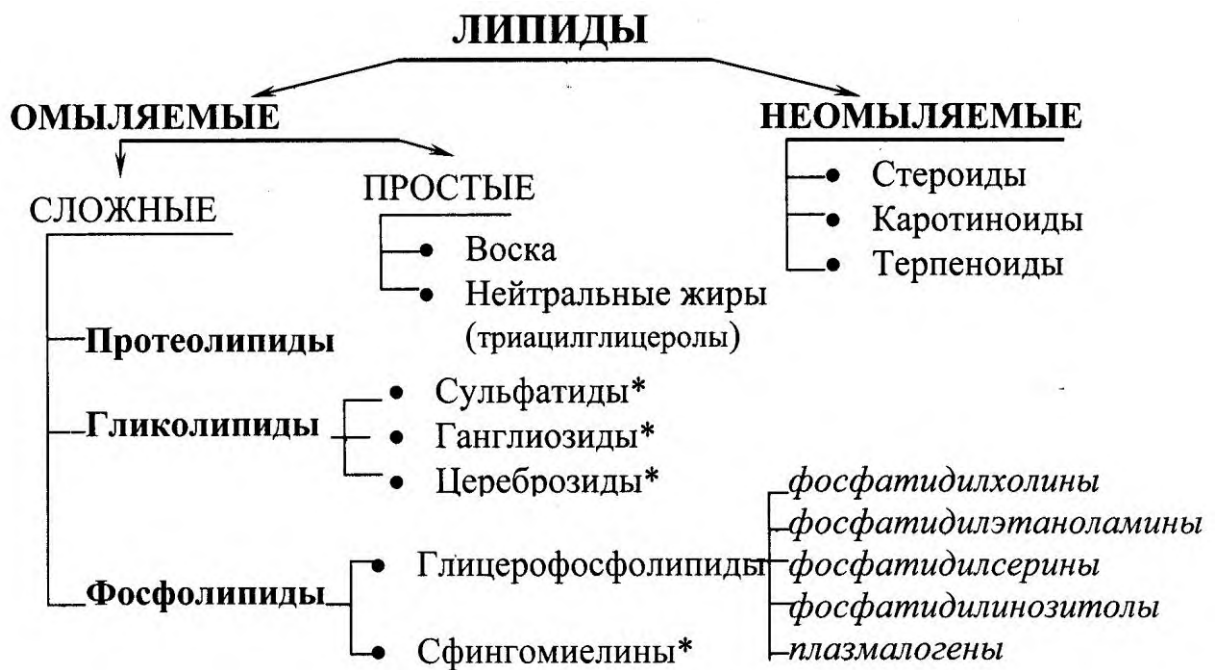 ЛИПИДЫ
ОМЫЛЯЕМЫЕ
НЕОМЫЛЯЕМЫЕ
СЛОЖНЫЕ
ПРОСТЫЕ
• Стероиды
• Каротиноиды
• Терпеноиды
• Воска
• Нейтральные жиры
(триацилглицеролы)
Протеолипиды
Гликолипиды
• Сульфатиды*
• Ганглиозиды*
• Цереброзиды*
Фосфолипиды
• Глицерофосфолипиды
• Сфингомиелины*
фосфатидилхолины
фосфатидилэтаноламины
фосфатидилсерины
фосфатидилинозитолы
плазмалогены